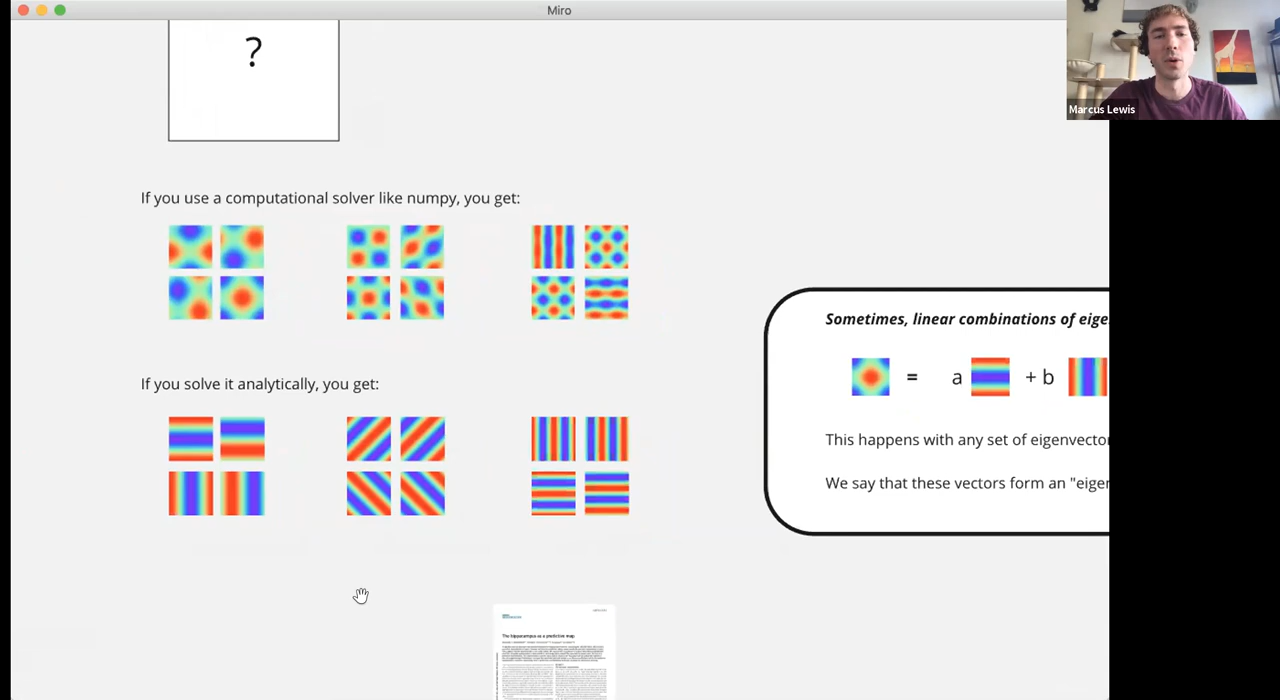 Miro
?
Marcus Lewis
If you use a computational solver like numpy, you get:
Sometimes, linear combinations of eige
= a + b
If you solve it analytically, you get:
This happens with any set of eigenvecto
We say that these vectors form an "eige
The hippocampus as a predictive map